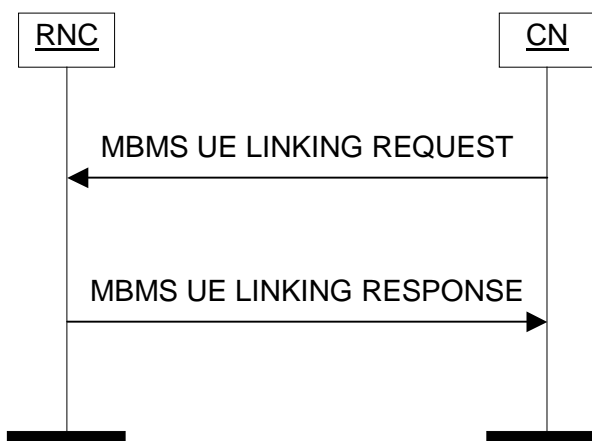 RNC
CN
MBMS UE LINKING REQUEST
MBMS UE LINKING RESPONSE